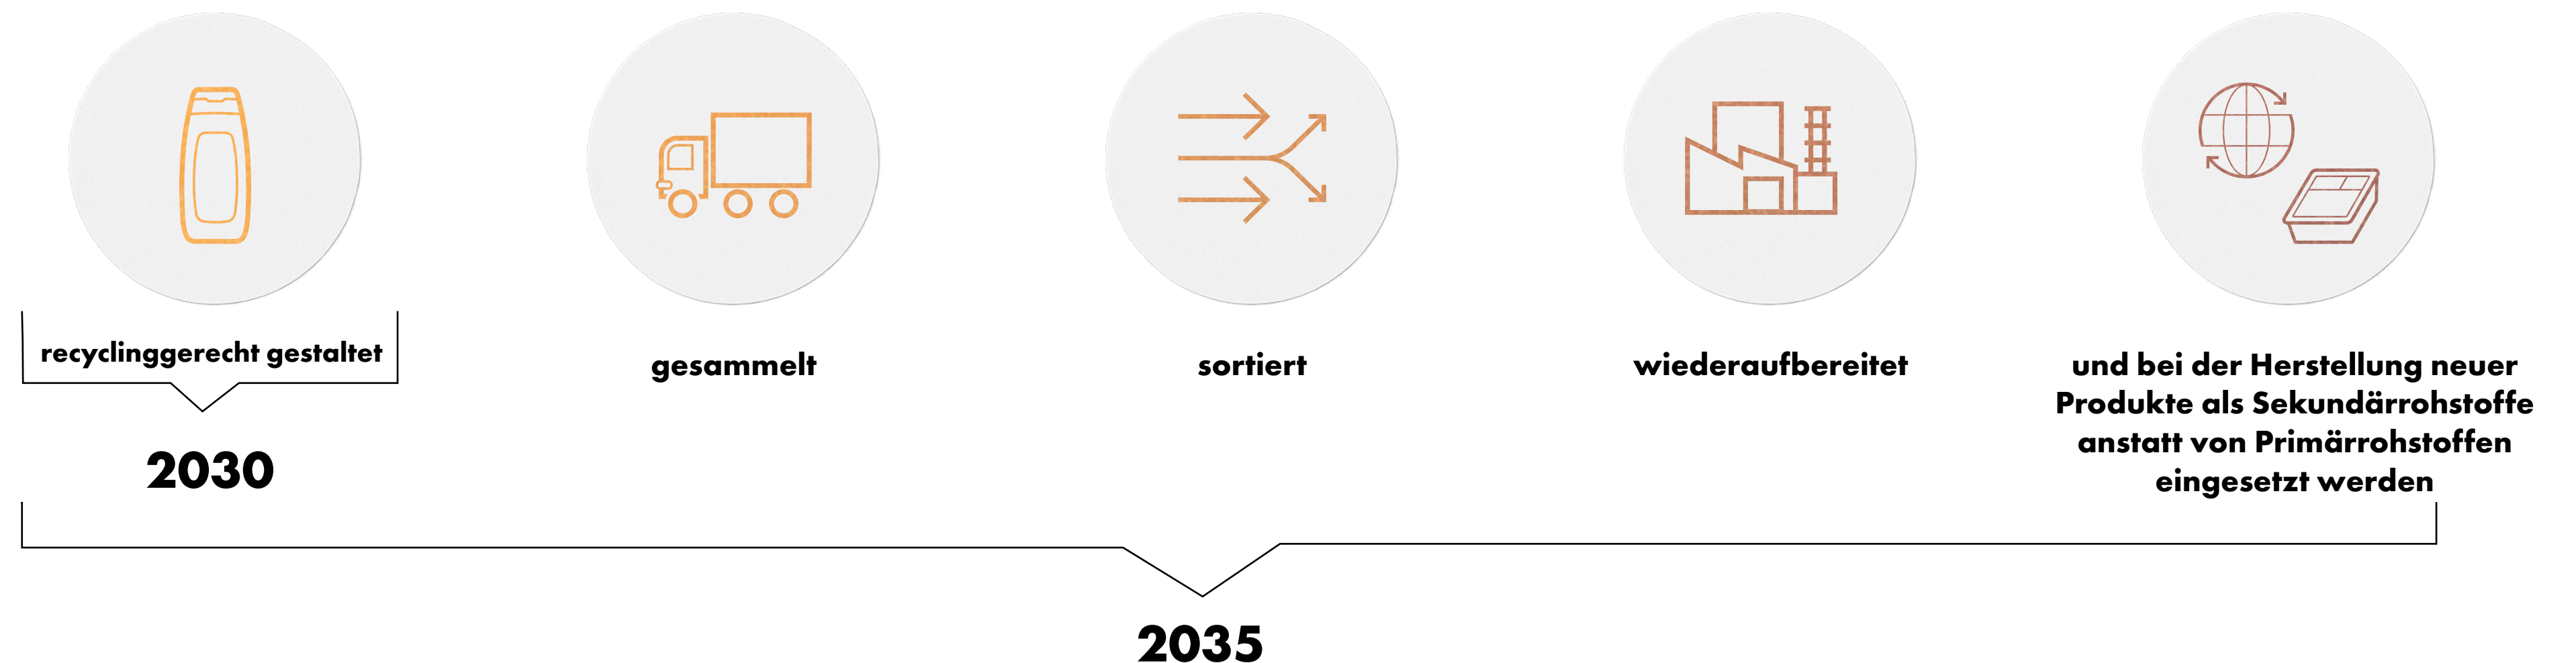 recyclinggerecht gestaltet
2030
gesammelt
sortiert
wiederaufbereitet
und bei der Herstellung neuer
Produkte als Sekundärrohstoffe
anstatt von Primärrohstoffen
eingesetzt werden
2035